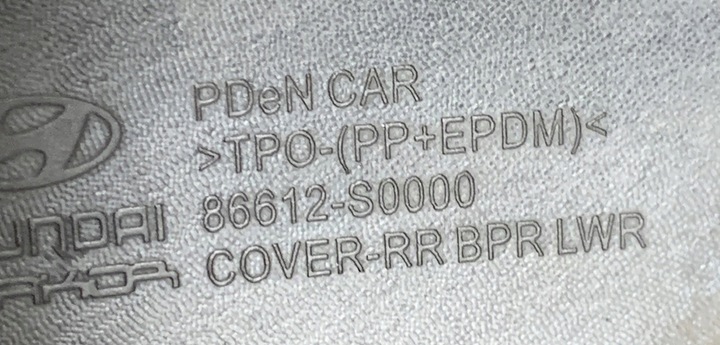 PDeN CAR
>TPO-(PP+EPDM)<
86612-S0000
COVER-RR BPR LWR